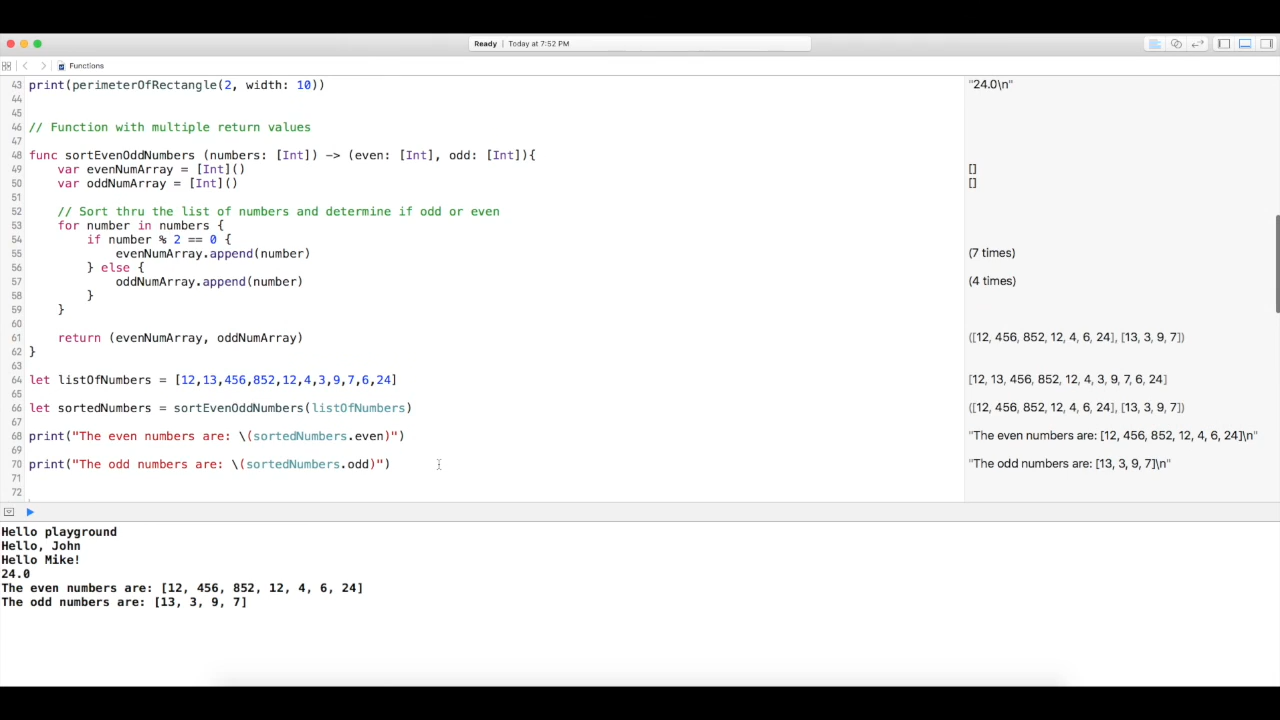 Ready | Today at 7:52 PM
Functions
43 print(perimeterOfRectangle(2, width: 10)) "24.0\n"
44
45
46 // Function with multiple return values
47
48 func sortEvenOddNumbers (numbers: [Int]) -> (even: [Int], odd: [Int]){
49 var evenNumArray = [Int]() []
50 var oddNumArray = [Int]() []
51
52 // Sort thru the list of numbers and determine if odd or even
53 for number in numbers {
54 if number % 2 == 0 {
55 evenNumArray.append(number) (7 times)
56 } else {
57 oddNumArray.append(number) (4 times)
58 }
59 }
60
61 return (evenNumArray, oddNumArray) ([12, 456, 852, 12, 4, 6, 24], [13, 3, 9, 7])
62 }
63
64 let listOfNumbers = [12,13,456,852,12,4,3,9,7,6,24] [12, 13, 456, 852, 12, 4, 3, 9, 7, 6, 24]
65
66 let sortedNumbers = sortEvenOddNumbers(listOfNumbers) ([12, 456, 852, 12, 4, 6, 24], [13, 3, 9, 7])
67
68 print("The even numbers are: \(sortedNumbers.even)") "The even numbers are: [12, 456, 852, 12, 4, 6, 24]\n"
69
70 print("The odd numbers are: \(sortedNumbers.odd)") "The odd numbers are: [13, 3, 9, 7]\n"
71
72
Hello playground
Hello, John
Hello Mike!
24.0
The even numbers are: [12, 456, 852, 12, 4, 6, 24]
The odd numbers are: [13, 3, 9, 7]